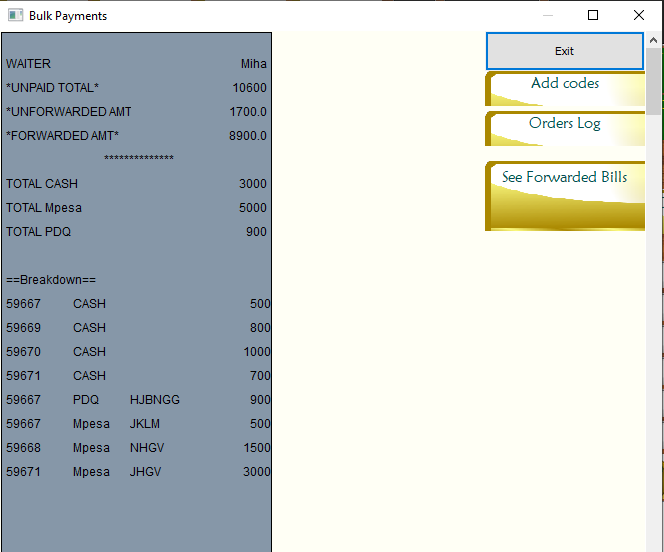 Bulk Payments
WAITER Miha
*UNPAID TOTAL* 10600
*UNFORWARDED AMT 1700.0
*FORWARDED AMT* 8900.0
**************
TOTAL CASH 3000
TOTAL Mpesa 5000
TOTAL PDQ 900
==Breakdown==
59667 CASH 500
59669 CASH 800
59670 CASH 1000
59671 CASH 700
59667 PDQ HJBNGG 900
59667 Mpesa JKLM 500
59668 Mpesa NHGV 1500
59671 Mpesa JHGV 3000
Exit
Add codes
Orders Log
See Forwarded Bills